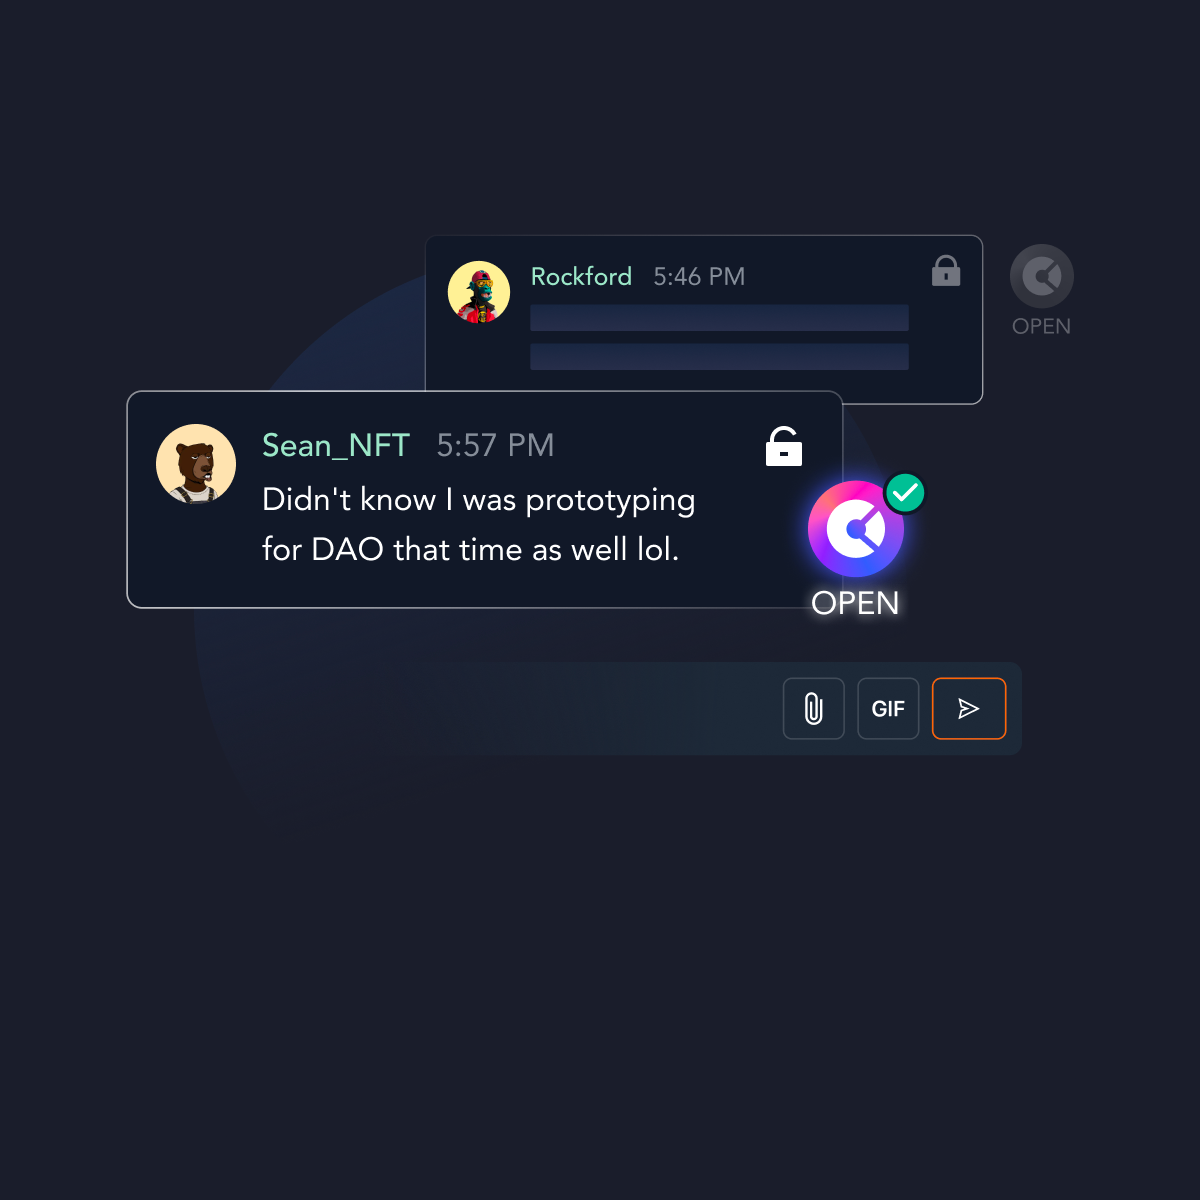 Rockford 5:46 PM
OPEN
Sean_NFT 5:57 PM
Didn't know I was prototyping
for DAO that time as well lol.
OPEN
GIF